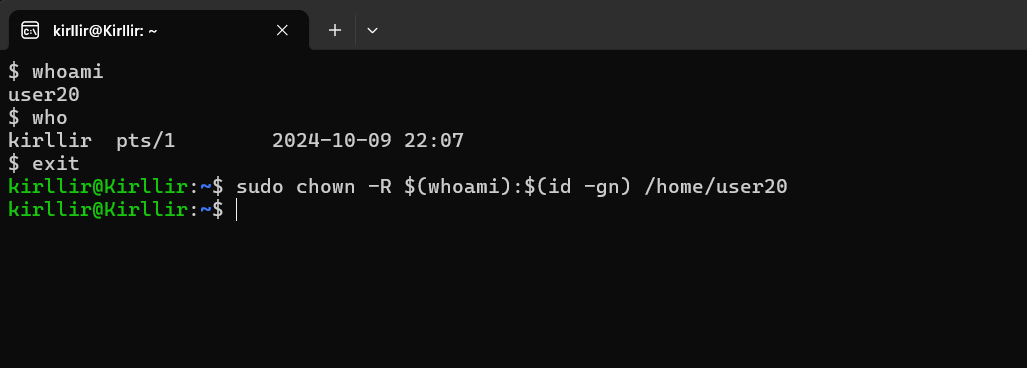 kirllir@Kirllir: ~
$ whoami
user20
$ who
kirllir  pts/1        2024-10-09 22:07
$ exit
kirllir@Kirllir:~$ sudo chown -R $(whoami):$(id -gn) /home/user20
kirllir@Kirllir:~$